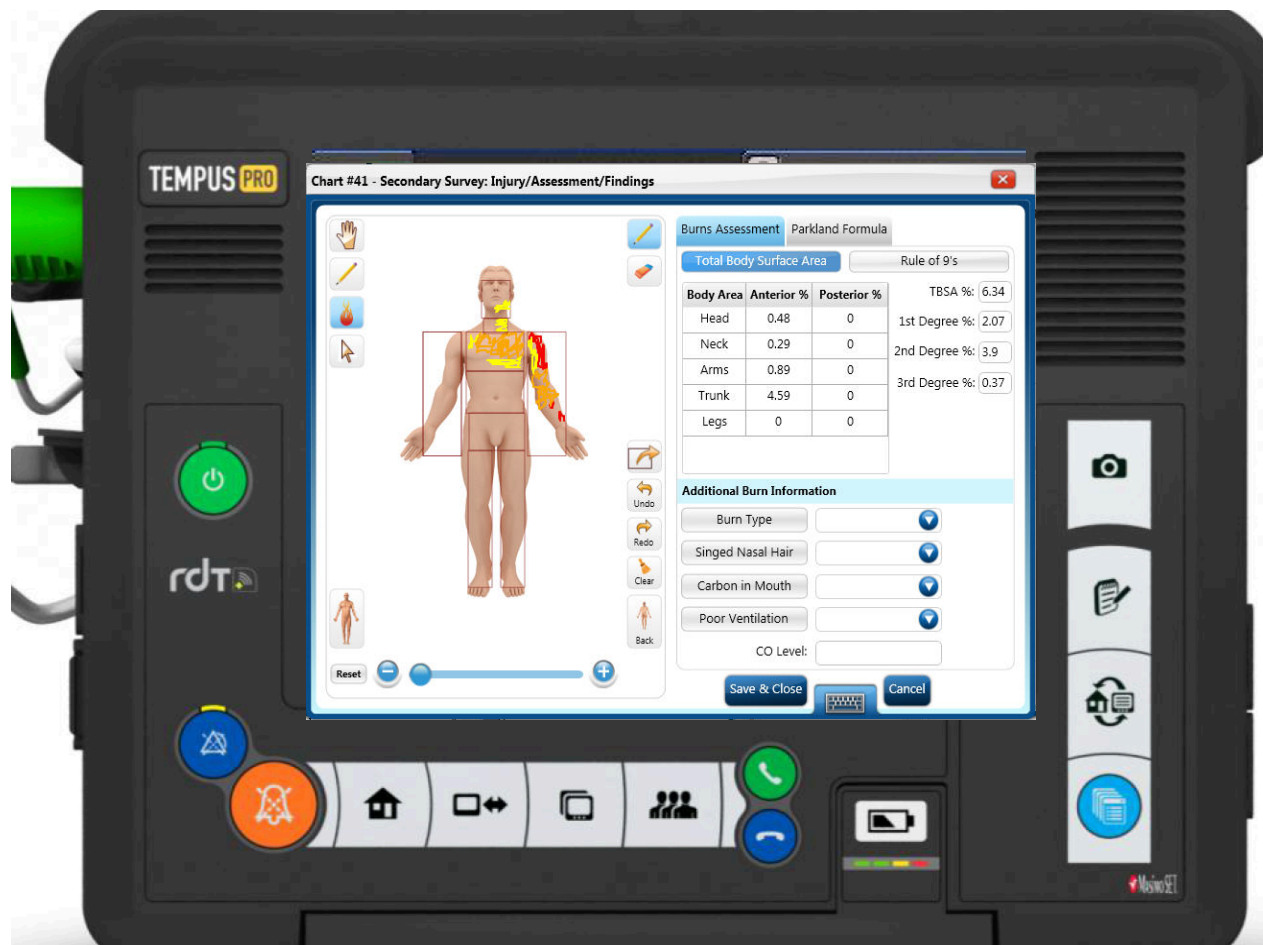 TEMPUS PRO
Chart #41 - Secondary Survey: Injury/Assessment/Findings
Burns Assessment Parkland Formula
Total Body Surface Area Rule of 9's
Body Area Anterior % Posterior %
Head 0.48 0
Neck 0.29 0
Arms 0.89 0
Trunk 4.59 0
Legs 0 0
TBSA %: 6.34
1st Degree %: 2.07
2nd Degree %: 3.9
3rd Degree %: 0.37
Undo
Redo
Clear
Back
Reset
Additional Burn Information
Burn Type
Singed Nasal Hair
Carbon in Mouth
Poor Ventilation
CO Level:
Save & Close Cancel
rdt
Masimo SET